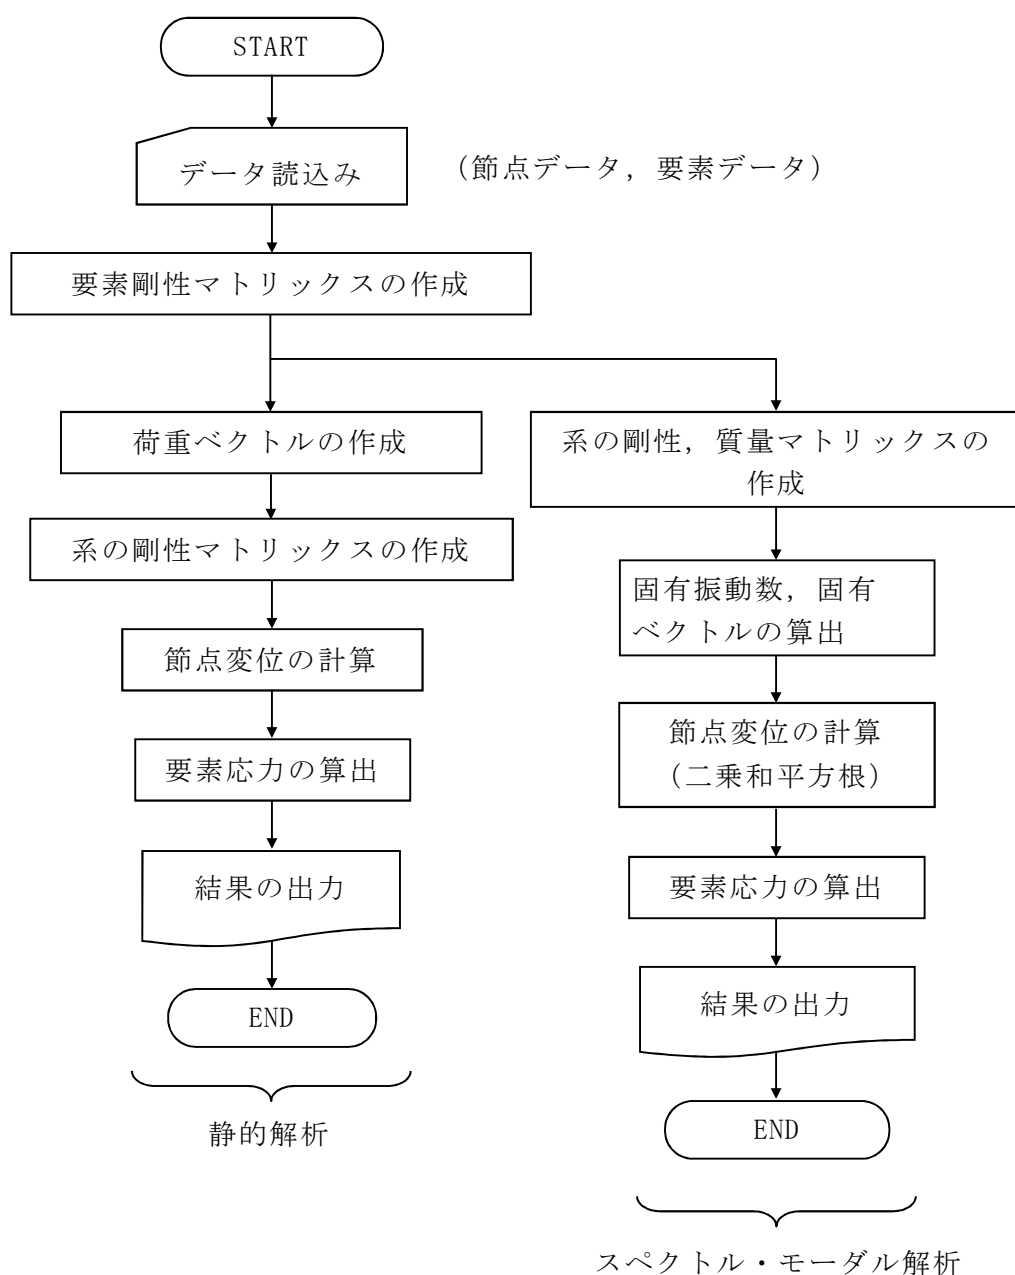 START
データ読込み
（節点データ，要素データ）
要素剛性マトリックスの作成
荷重ベクトルの作成
系の剛性マトリックスの作成
節点変位の計算
要素応力の算出
結果の出力
END
静的解析
系の剛性，質量マトリックスの
作成
固有振動数，固有
ベクトルの算出
節点変位の計算
（二乗和平方根）
要素応力の算出
結果の出力
END
スペクトル・モーダル解析